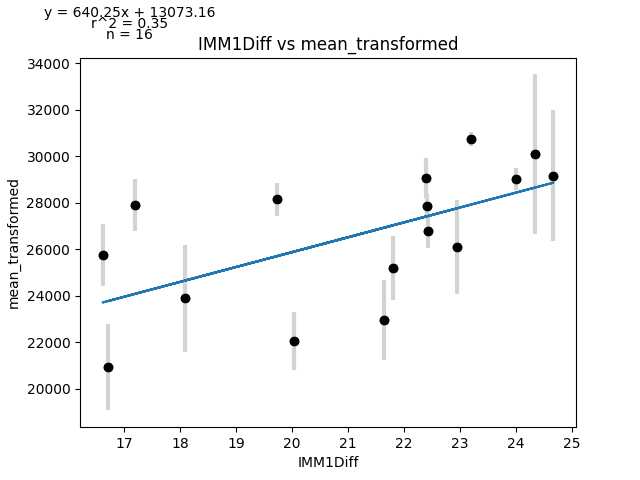 y = 640.25x + 13073.16
r^2 = 0.35
n = 16
IMM1Diff vs mean_transformed
34000
32000
30000
28000
26000
24000
22000
20000
mean_transformed
17 18 19 20 21 22 23 24 25
IMM1Diff